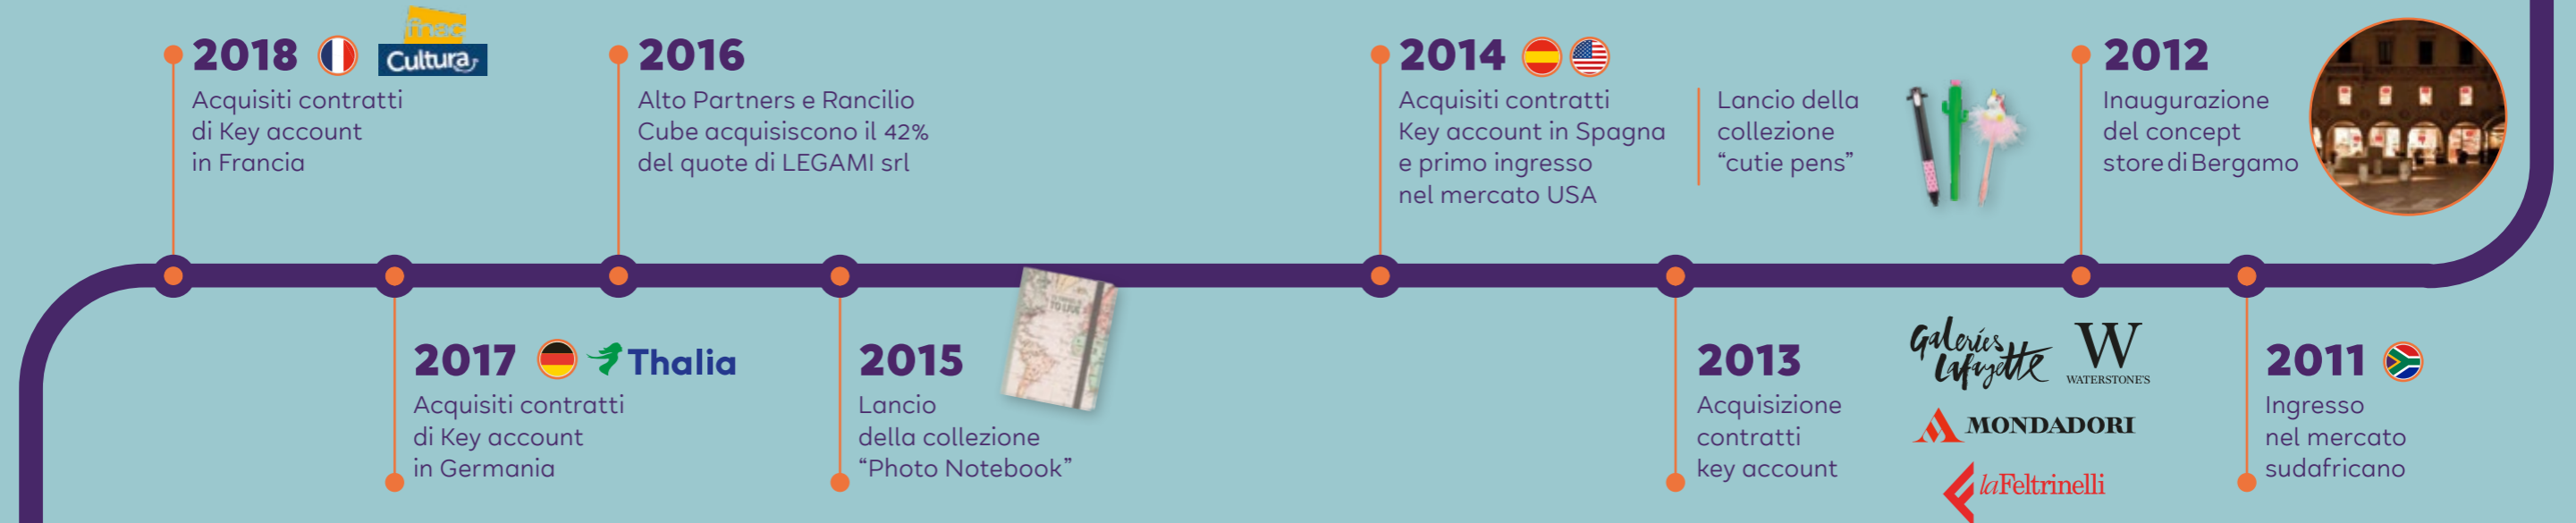 2018
fnac
Cultura
Acquisiti contratti
di Key account
in Francia
2016
Alto Partners e Rancilio
Cube acquisiscono il 42%
del quote di LEGAMI srl
2014
Acquisiti contratti
Key account in Spagna
e primo ingresso
nel mercato USA
Lancio della
collezione
“cutie pens”
2012
Inaugurazione
del concept
store di Bergamo
2017
Thalia
Acquisiti contratti
di Key account
in Germania
2015
Lancio
della collezione
“Photo Notebook”
TO LIVE
2013
Acquisizione
contratti
key account
Galeries
Lafayette
W
WATERSTONE'S
MONDADORI
laFeltrinelli
2011
Ingresso
nel mercato
sudafricano